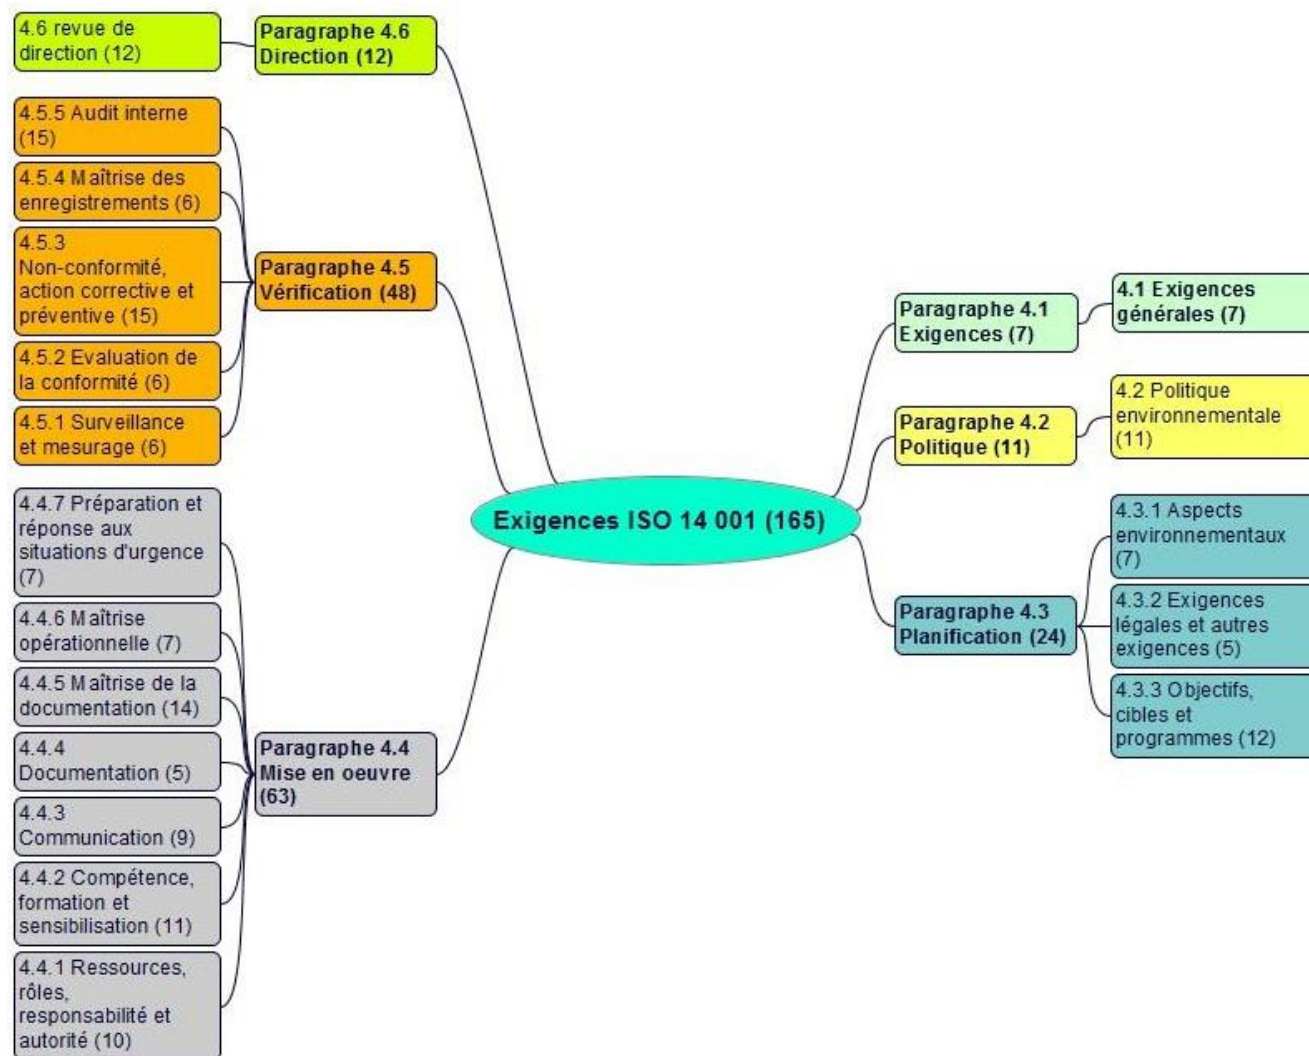 4.6 revue de
direction (12)
Paragraphe 4.6
Direction (12)
4.5.5 Audit interne
(15)
4.5.4 Maîtrise des
enregistrements (6)
4.5.3
Non-conformité,
action corrective et
préventive (15)
4.5.2 Evaluation de
la conformité (6)
4.5.1 Surveillance
et mesurage (6)
Paragraphe 4.5
Vérification (48)
4.4.7 Préparation et
réponse aux
situations d'urgence
(7)
4.4.6 Maîtrise
opérationnelle (7)
4.4.5 Maîtrise de la
documentation (14)
4.4.4
Documentation (5)
4.4.3
Communication (9)
4.4.2 Compétence,
formation et
sensibilisation (11)
4.4.1 Ressources,
rôles,
responsabilité et
autorité (10)
Paragraphe 4.4
Mise en oeuvre
(63)
Exigences ISO 14 001 (165)
Paragraphe 4.1
Exigences (7)
4.1 Exigences
générales (7)
Paragraphe 4.2
Politique (11)
4.2 Politique
environnementale
(11)
Paragraphe 4.3
Planification (24)
4.3.1 Aspects
environnementaux
(7)
4.3.2 Exigences
légales et autres
exigences (5)
4.3.3 Objectifs,
cibles et
programmes (12)